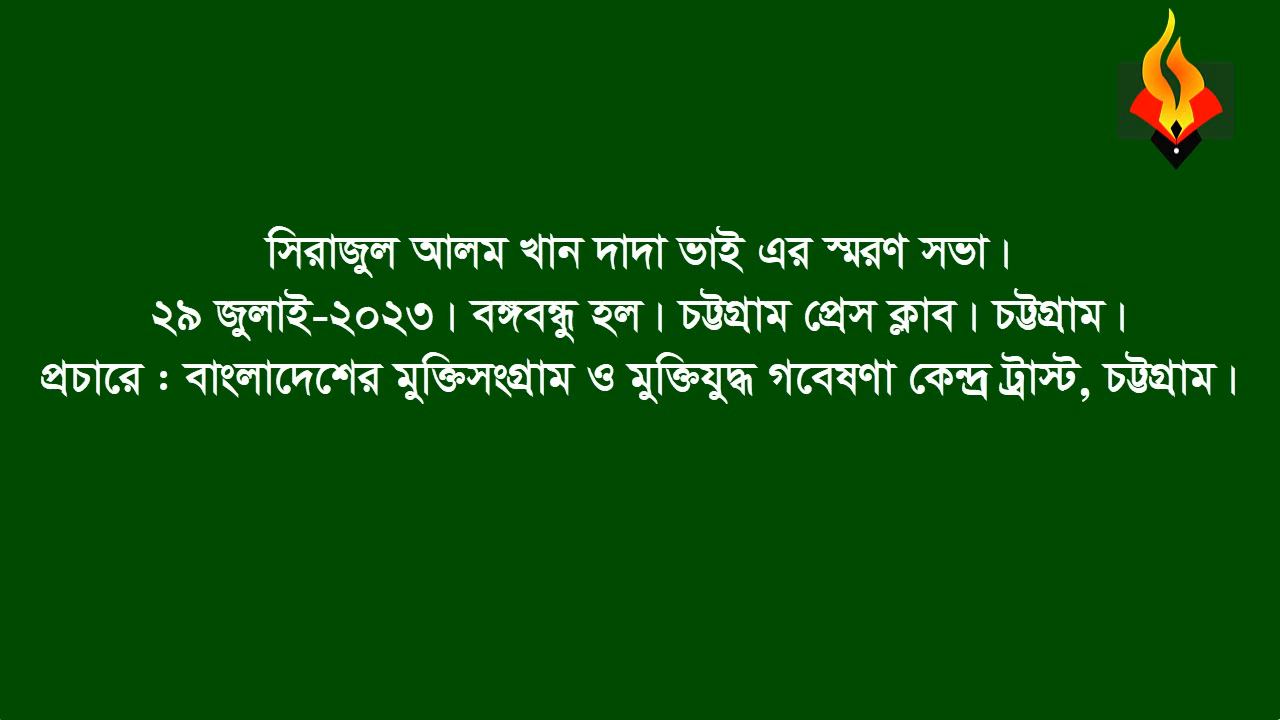 সিরাজুল আলম খান দাদা ভাই এর স্মরণ সভা।
২৯ জুলাই-২০২৩। বঙ্গবন্ধু হল। চট্টগ্রাম প্রেস ক্লাব। চট্টগ্রাম।
প্রচারে : বাংলাদেশের মুক্তিসংগ্রাম ও মুক্তিযুদ্ধ গবেষণা কেন্দ্র ট্রাস্ট, চট্টগ্রাম।